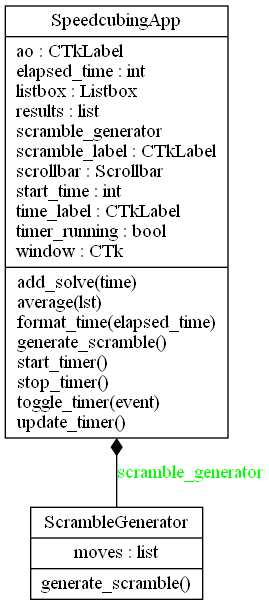 SpeedcubingApp
ao : CTkLabel
elapsed_time : int
listbox : Listbox
results : list
scramble_generator
scramble_label : CTkLabel
scrollbar : Scrollbar
start_time : int
time_label : CTkLabel
timer_running : bool
window : CTk
add_solve(time)
average(lst)
format_time(elapsed_time)
generate_scramble()
start_timer()
stop_timer()
toggle_timer(event)
update_timer()
scramble_generator
ScrambleGenerator
moves : list
generate_scramble()